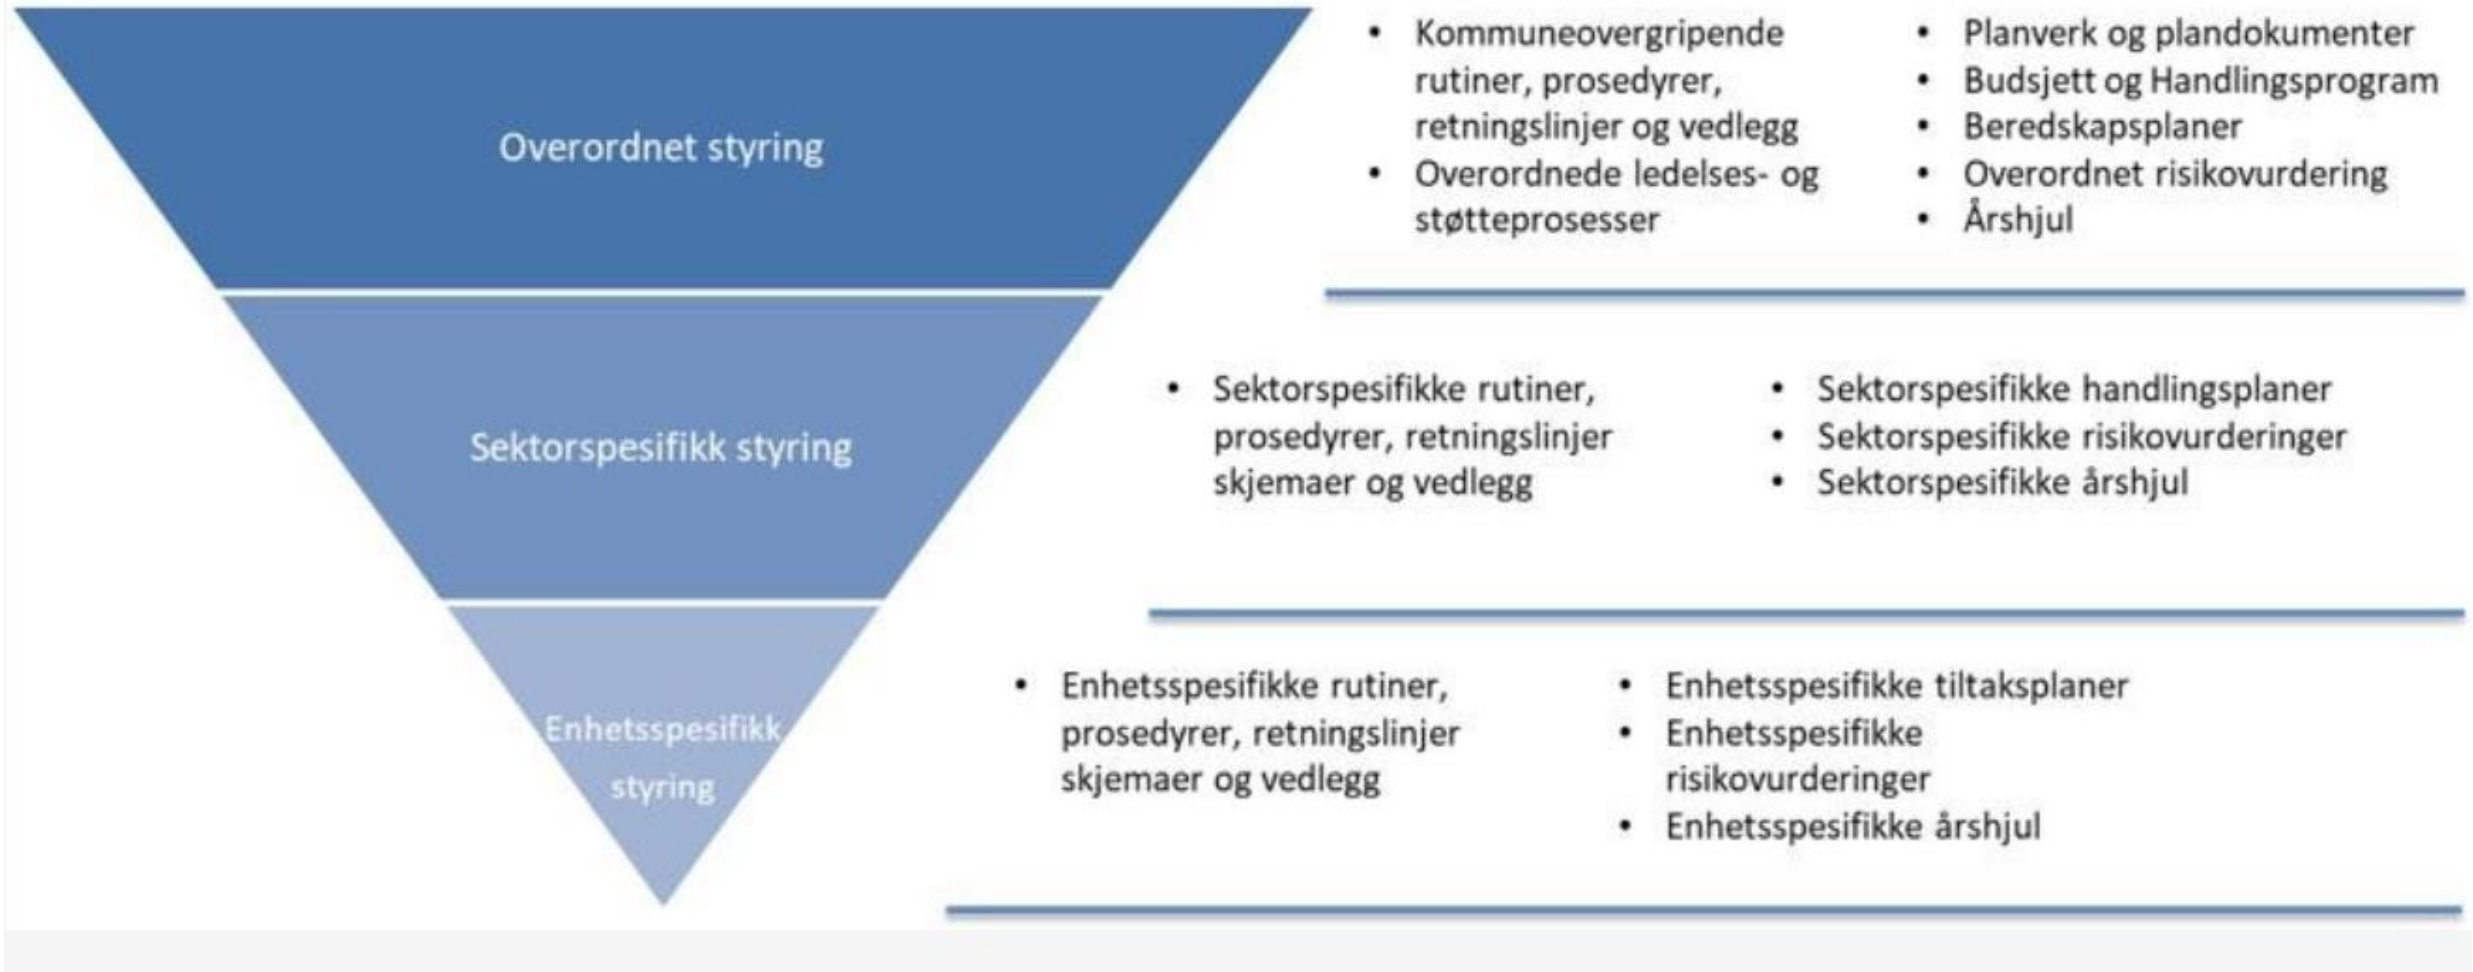 Overordnet styring
• Kommuneovergripende
rutiner, prosedyrer,
retningslinjer og vedlegg
• Overordnede ledelses- og
støtteprosesser
• Planverk og plandokumenter
• Budsjett og Handlingsprogram
• Beredskapsplaner
• Overordnet risikovurdering
• Årshjul
Sektorspesifikk styring
• Sektorspesifikke rutiner,
prosedyrer, retningslinjer
skjemaer og vedlegg
• Sektorspesifikke handlingsplaner
• Sektorspesifikke risikovurderinger
• Sektorspesifikke årshjul
Enhetsspesifikk
styring
• Enhetsspesifikke rutiner,
prosedyrer, retningslinjer
skjemaer og vedlegg
• Enhetsspesifikke tiltaksplaner
• Enhetsspesifikke
risikovurderinger
• Enhetsspesifikke årshjul